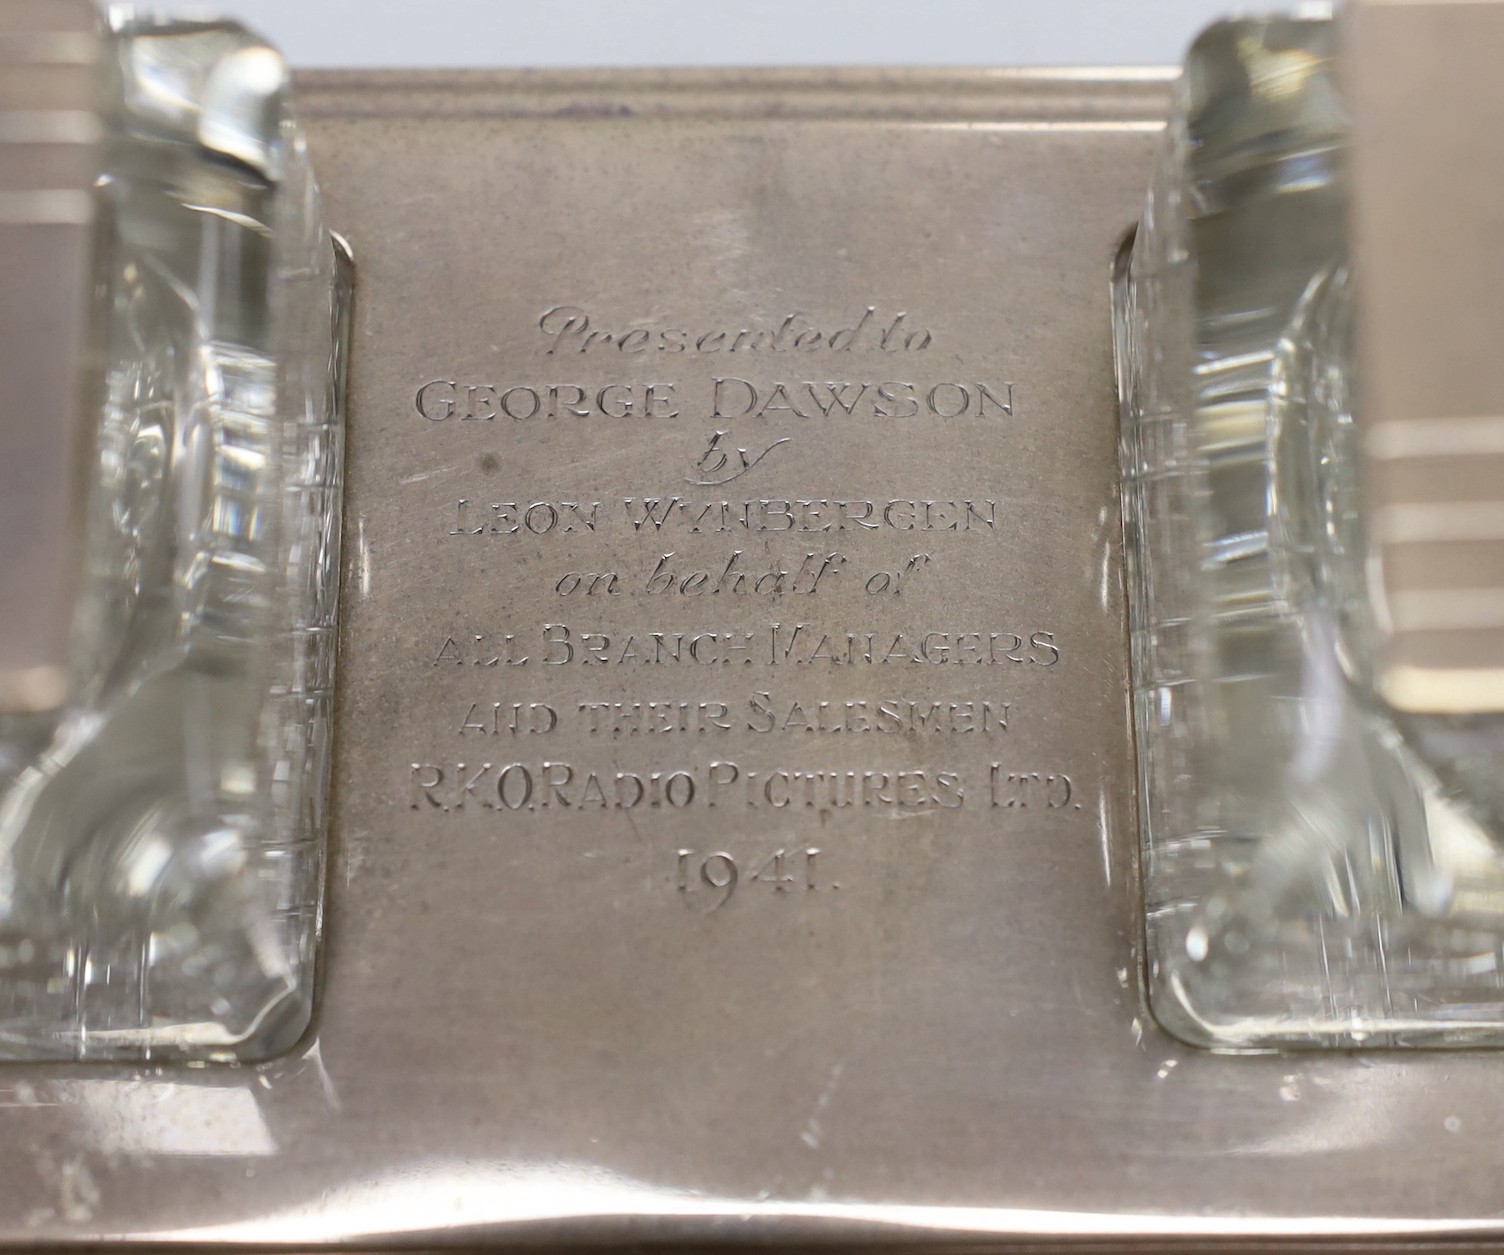 Presented to
GEORGE DAWSON
by
LEON WYNBERGEN
on behalf of
ALL BRANCH MANAGERS
AND THEIR SALESMEN
R.K.O. RADIO PICTURES LTD.
1941.